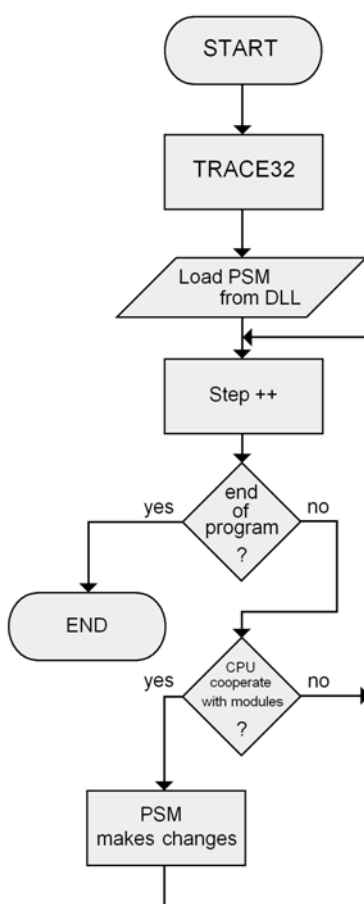 START
TRACE32
Load PSM
from DLL
Step ++
end
of
program
?
yes
no
END
CPU
cooperate
with modules
?
yes
no
PSM
makes changes